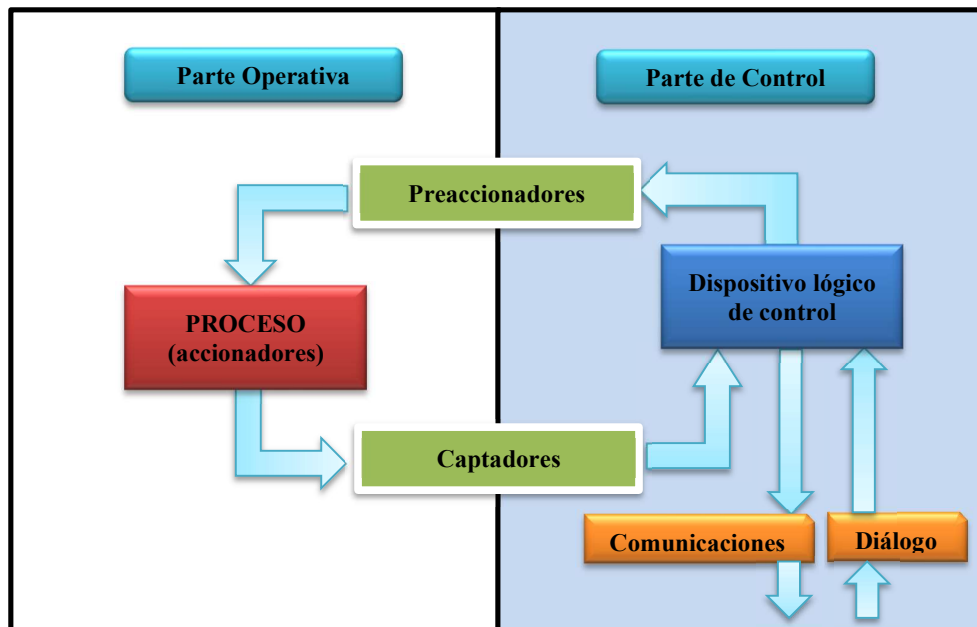 Parte Operativa
Parte de Control
Preaccionadores
PROCESO
(accionadores)
Dispositivo lógico
de control
Captadores
Comunicaciones
Diálogo